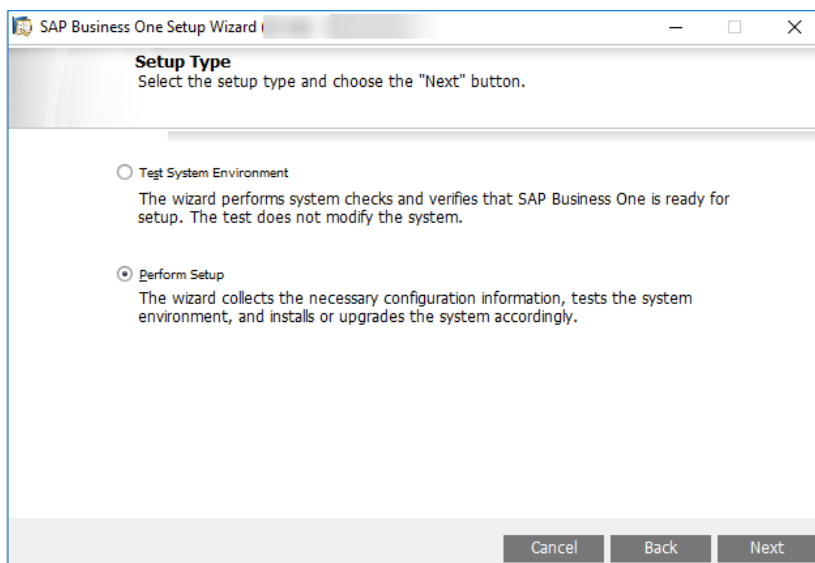 SAP Business One Setup Wizard (
Setup Type
Select the setup type and choose the "Next" button.
Test System Environment
The wizard performs system checks and verifies that SAP Business One is ready for
setup. The test does not modify the system.
Perform Setup
The wizard collects the necessary configuration information, tests the system
environment, and installs or upgrades the system accordingly.
Cancel Back Next